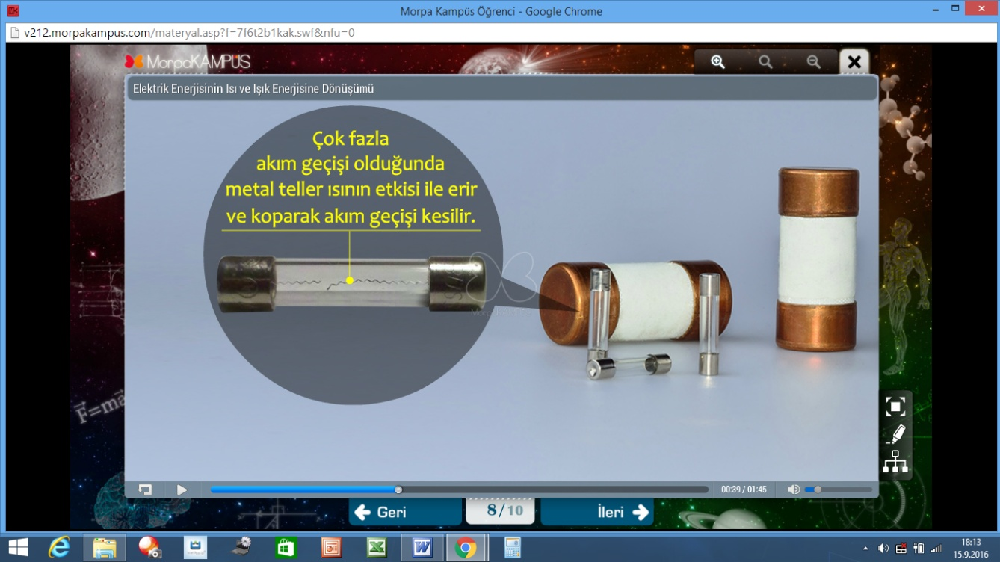 Morpa Kampüs Öğrenci - Google Chrome
v212.morpakampus.com/materyal.asp?f=7f6t2b1kak.swf&nfu=0
MorpaKAMPUS
Elektrik Enerjisinin Isı ve Işık Enerjisine Dönüşümü
Çok fazla
akım geçişi olduğunda
metal teller ısının etkisi ile erir
ve koparak akım geçişi kesilir.
F=ma
00:39 / 01:45
Geri
8/10
İleri
18:13
15.9.2016